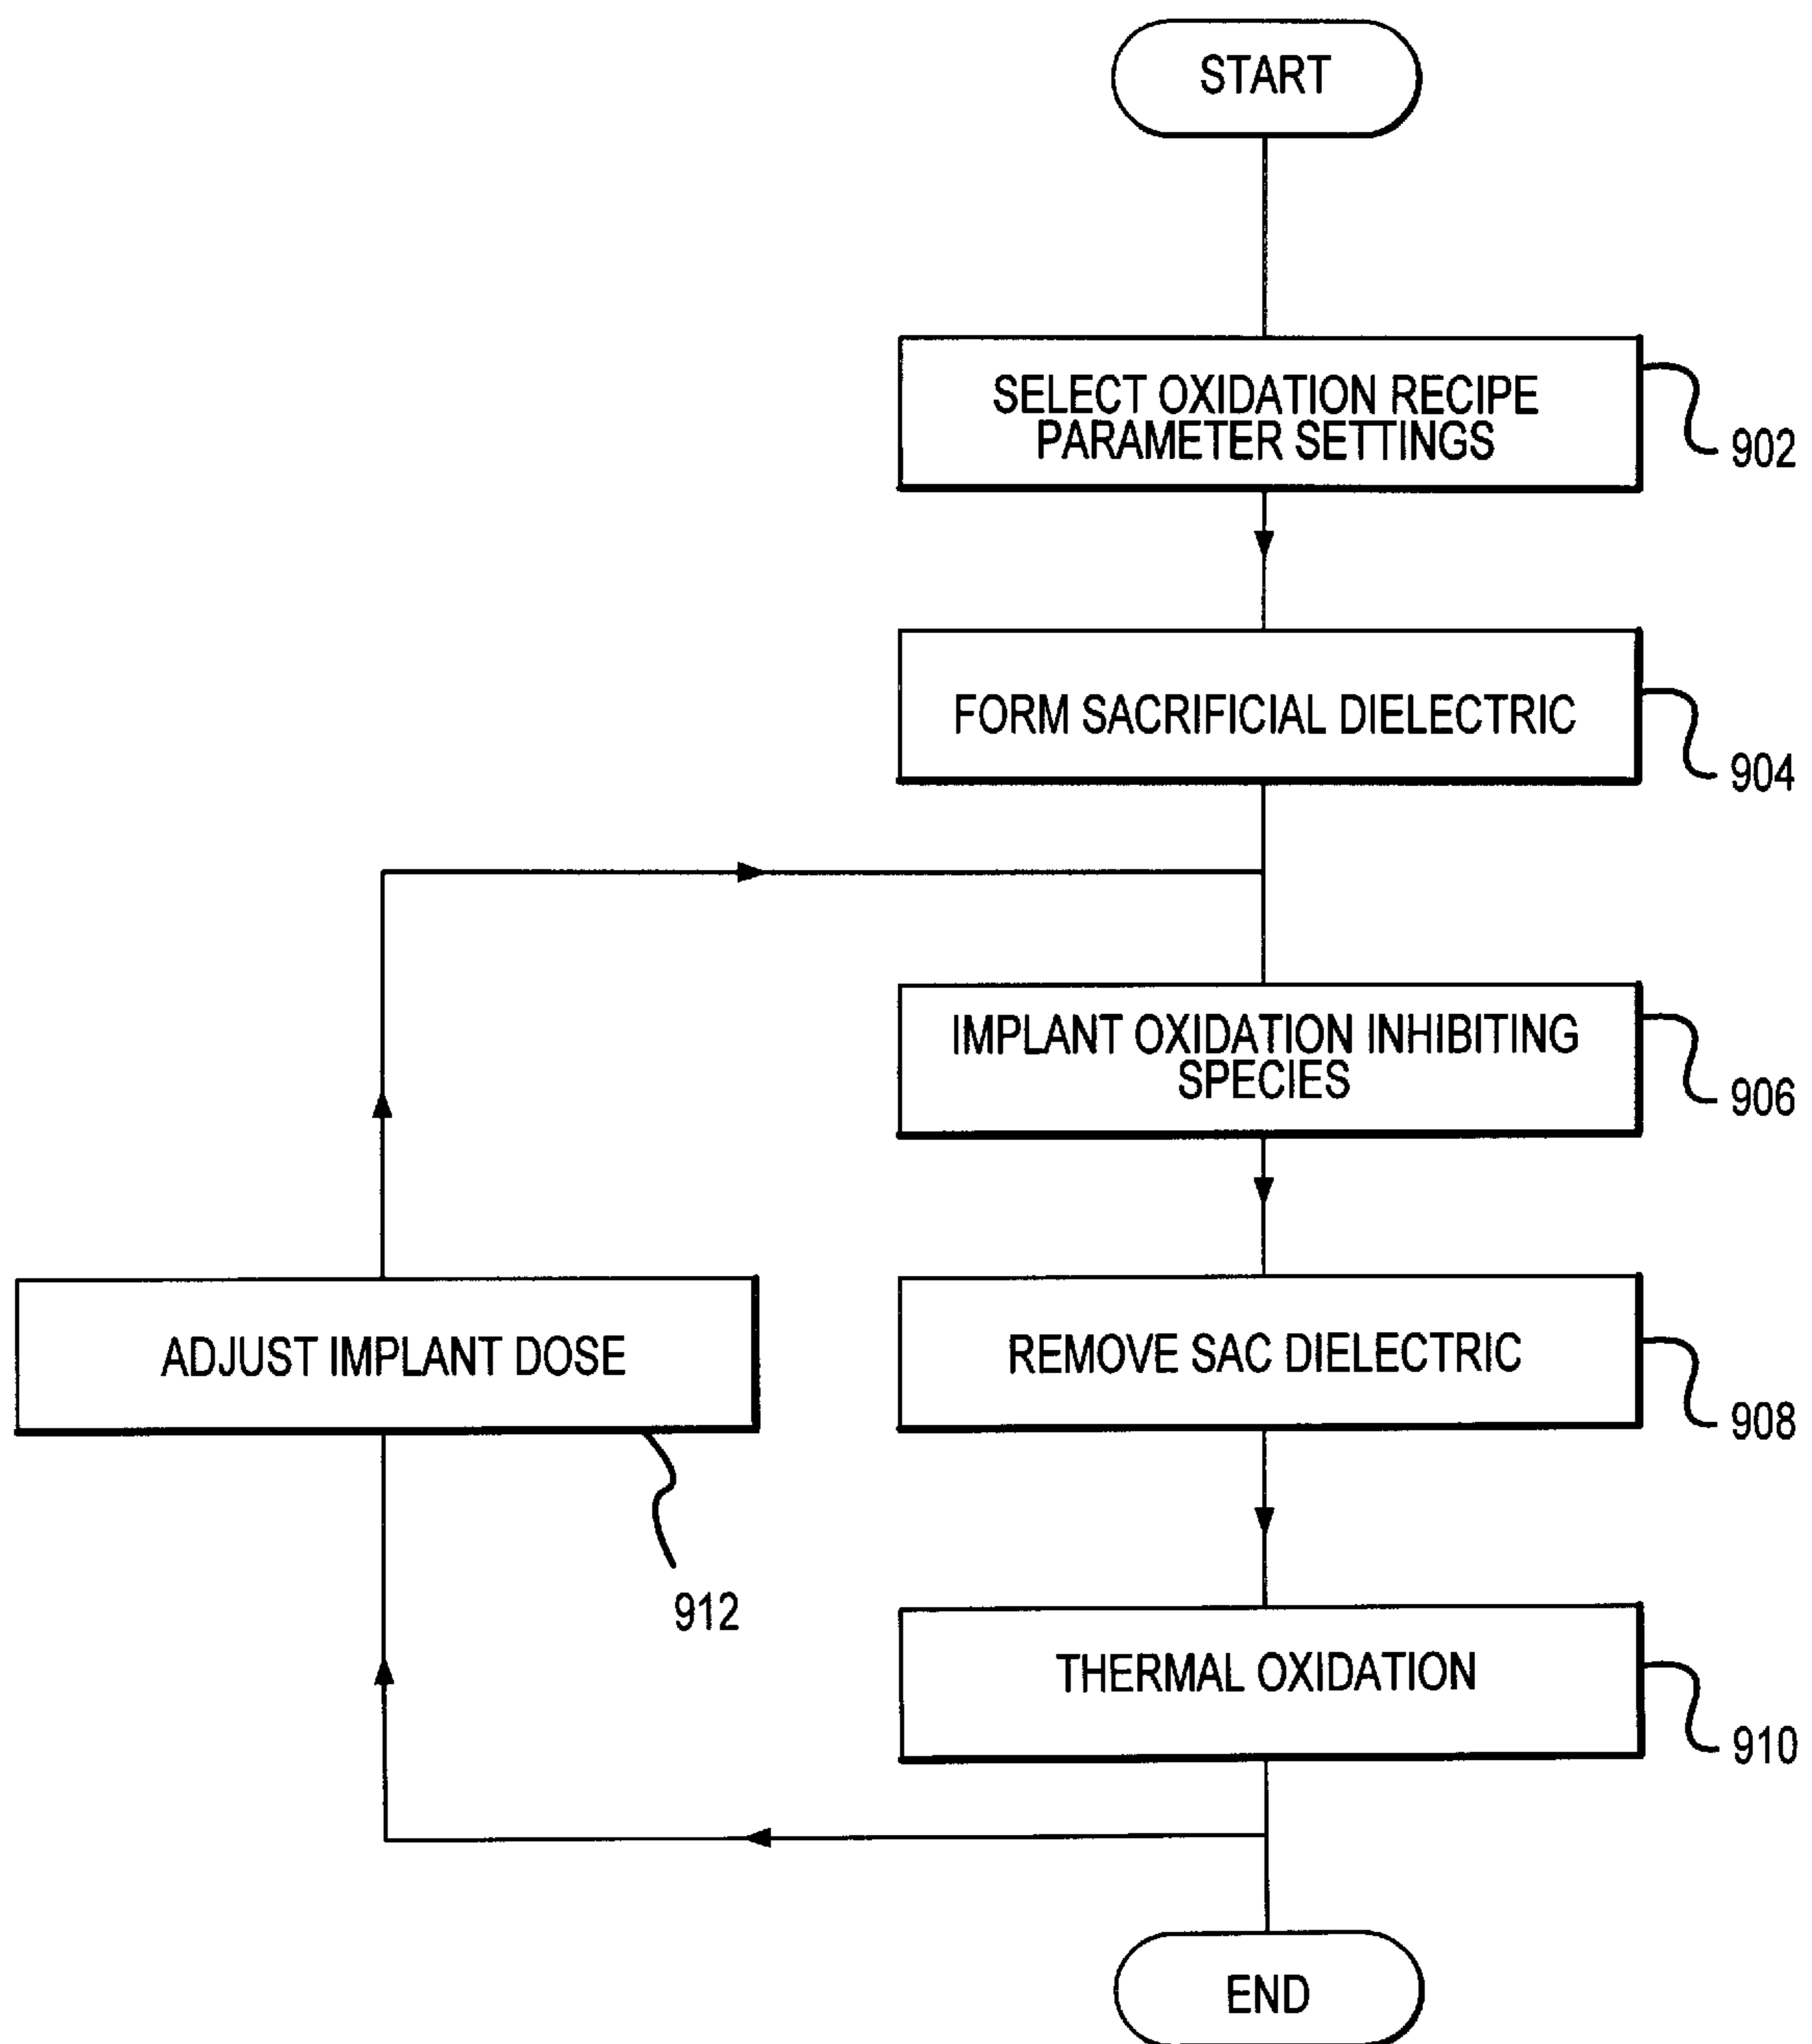 START
SELECT OXIDATION RECIPE
PARAMETER SETTINGS
902
FORM SACRIFICIAL DIELECTRIC
904
IMPLANT OXIDATION INHIBITING
SPECIES
906
ADJUST IMPLANT DOSE
912
REMOVE SAC DIELECTRIC
908
THERMAL OXIDATION
910
END